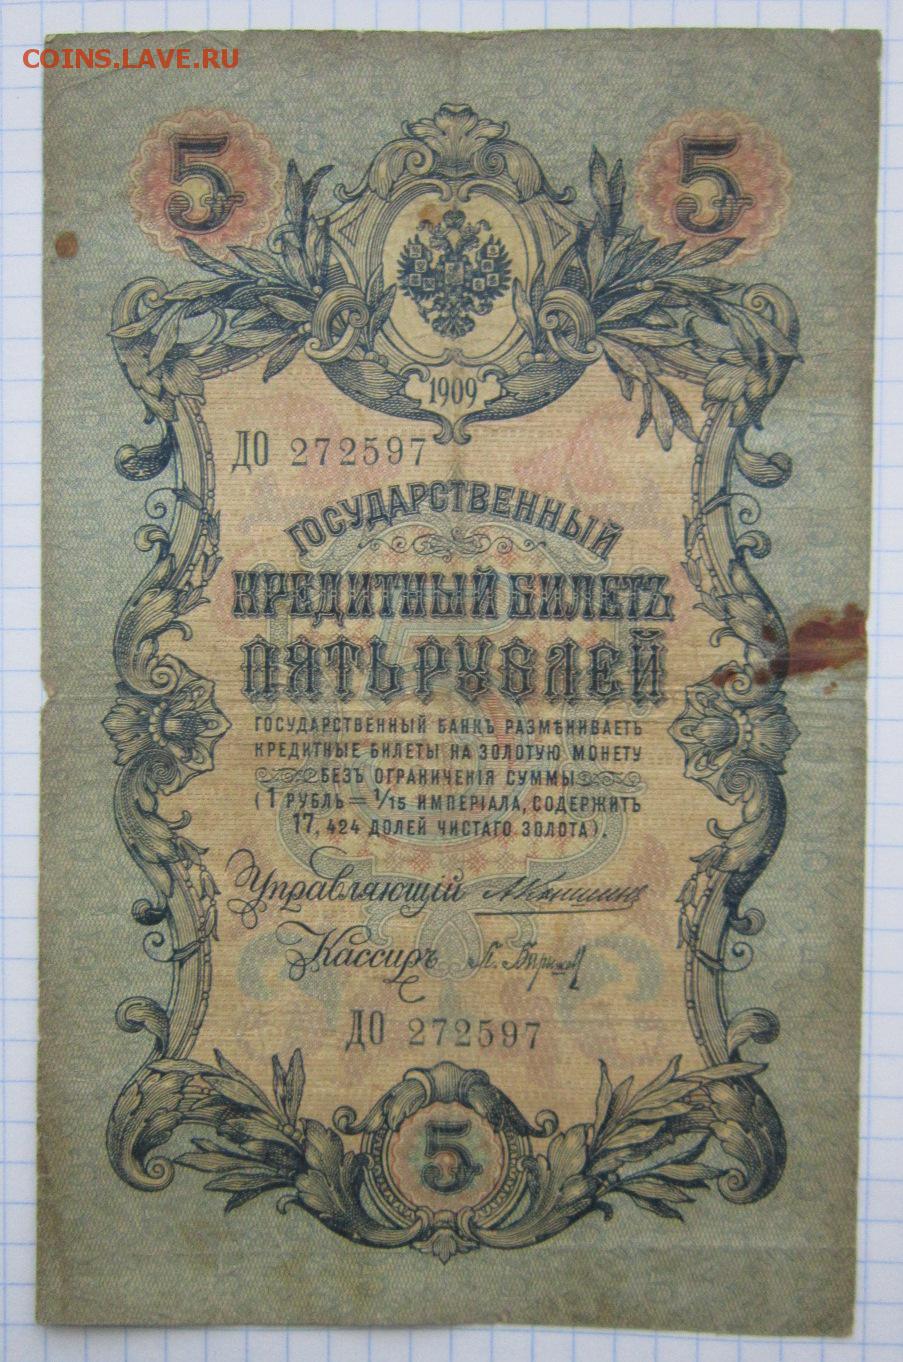 COINS.LAVE.RU
5 5
1909
ДО 272597
ГОСУДАРСТВЕННЫЙ
КРЕДИТНЫЙ БИЛЕТЪ
ПЯТЬ РУБЛЕЙ
ГОСУДАРСТВЕННЫЙ БАНКЪ РАЗМѢНИВАЕТЪ
КРЕДИТНЫЕ БИЛЕТЫ НА ЗОЛОТУЮ МОНЕТУ
БЕЗЪ ОГРАНИЧЕНІЯ СУММЫ
(1 РУБЛЬ = 1/15 ИМПЕРІАЛА, СОДЕРЖИТЪ
17,424 ДОЛЕЙ ЧИСТАГО ЗОЛОТА).
Управляющій А Коншинъ
Кассиръ
ДО 272597
5